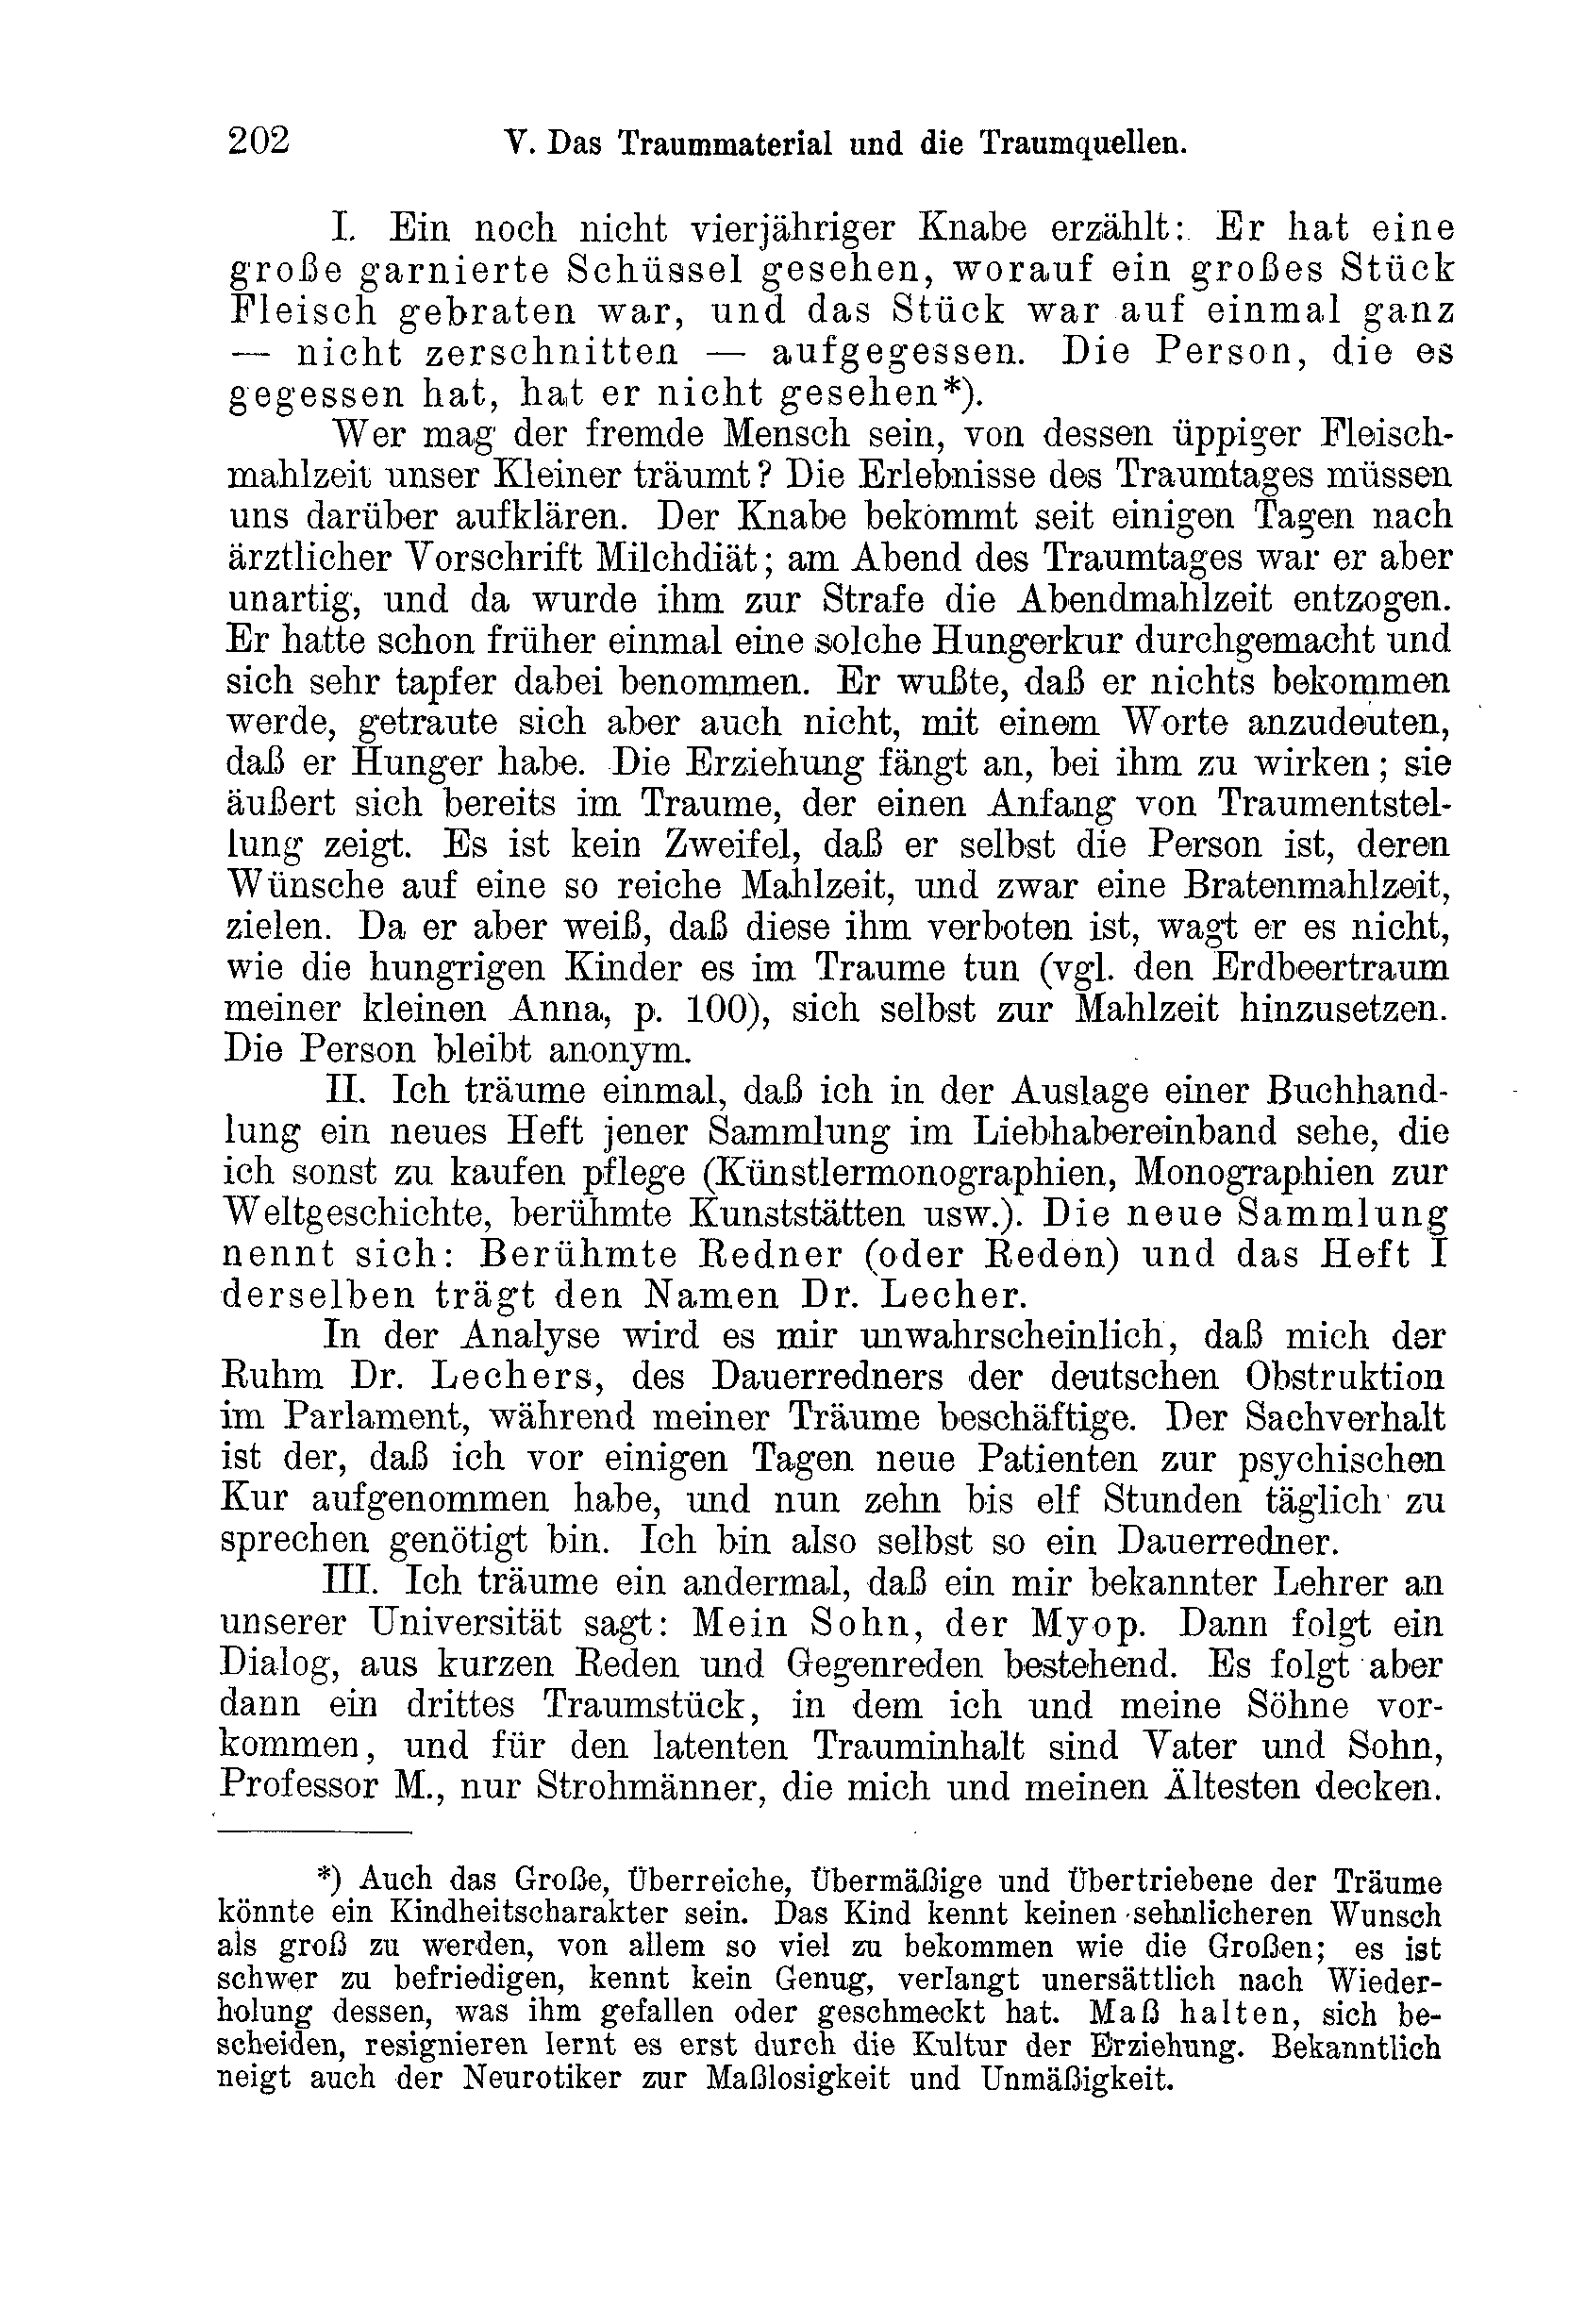 202 V. Das Traummaterial und die Traumquellen.
I. Ein noch nicht vierjähriger Knabe erzählt: Er hat eine
große garnierte Schüssel gesehen, worauf ein großes Stück
Fleisch gebraten war, und das Stück war auf einmal ganz
— nicht zerschnitten — aufgegessen. Die Person, die es
gegessen hat, hat er nicht gesehen*).
Wer mag der fremde Mensch sein, von dessen üppiger Fleisch-
mahlzeit unser Kleiner träumt? Die Erlebnisse des Traumtages müssen
uns darüber aufklären. Der Knabe bekommt seit einigen Tagen nach
ärztlicher Vorschrift Milchdiät; am Abend des Traumtages war er aber
unartig, und da wurde ihm zur Strafe die Abendmahlzeit entzogen.
Er hatte schon früher einmal eine solche Hungerkur durchgemacht und
sich sehr tapfer dabei benommen. Er wußte, daß er nichts bekommen
werde, getraute sich aber auch nicht, mit einem Worte anzudeuten,
daß er Hunger habe. Die Erziehung fängt an, bei ihm zu wirken; sie
äußert sich bereits im Traume, der einen Anfang von Traumentstel-
lung zeigt. Es ist kein Zweifel, daß er selbst die Person ist, deren
Wünsche auf eine so reiche Mahlzeit, und zwar eine Bratenmahlzeit,
zielen. Da er aber weiß, daß diese ihm verboten ist, wagt er es nicht,
wie die hungrigen Kinder es im Traume tun (vgl. den Erdbeertraum
meiner kleinen Anna, p. 100), sich selbst zur Mahlzeit hinzusetzen.
Die Person bleibt anonym.
II. Ich träume einmal, daß ich in der Auslage einer Buchhand-
lung ein neues Heft jener Sammlung im Liebhabereinband sehe, die
ich sonst zu kaufen pflege (Künstlermonographien, Monographien zur
Weltgeschichte, berühmte Kunststätten usw.). Die neue Sammlung
nennt sich: Berühmte Redner (oder Reden) und das Heft I
derselben trägt den Namen Dr. Lecher.
In der Analyse wird es mir unwahrscheinlich, daß mich der
Ruhm Dr. Lechers, des Dauerredners der deutschen Obstruktion
im Parlament, während meiner Träume beschäftige. Der Sachverhalt
ist der, daß ich vor einigen Tagen neue Patienten zur psychischen
Kur aufgenommen habe, und nun zehn bis elf Stunden täglich zu
sprechen genötigt bin. Ich bin also selbst so ein Dauerredner.
III. Ich träume ein andermal, daß ein mir bekannter Lehrer an
unserer Universität sagt: Mein Sohn, der Myop. Dann folgt ein
Dialog, aus kurzen Reden und Gegenreden bestehend. Es folgt aber
dann ein drittes Traumstück, in dem ich und meine Söhne vor-
kommen, und für den latenten Trauminhalt sind Vater und Sohn,
Professor M., nur Strohmänner, die mich und meinen Ältesten decken.
*) Auch das Große, Überreiche, Übermäßige und Übertriebene der Träume
könnte ein Kindheitscharakter sein. Das Kind kennt keinen sehnlicheren Wunsch
als groß zu werden, von allem so viel zu bekommen wie die Großen; es ist
schwer zu befriedigen, kennt kein Genug, verlangt unersättlich nach Wieder-
holung dessen, was ihm gefallen oder geschmeckt hat. Maß halten, sich be-
scheiden, resignieren lernt es erst durch die Kultur der Erziehung. Bekanntlich
neigt auch der Neurotiker zur Maßlosigkeit und Unmäßigkeit.